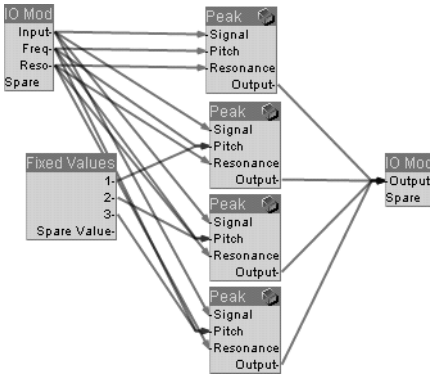 IO Mod
Input
Freq
Reso
Spare
Peak
Signal
Pitch
Resonance
Output
Peak
Signal
Pitch
Resonance
Output
Fixed Values
1
2
3
Spare Value
Peak
Signal
Pitch
Resonance
Output
Peak
Signal
Pitch
Resonance
Output
IO Mod
Output
Spare